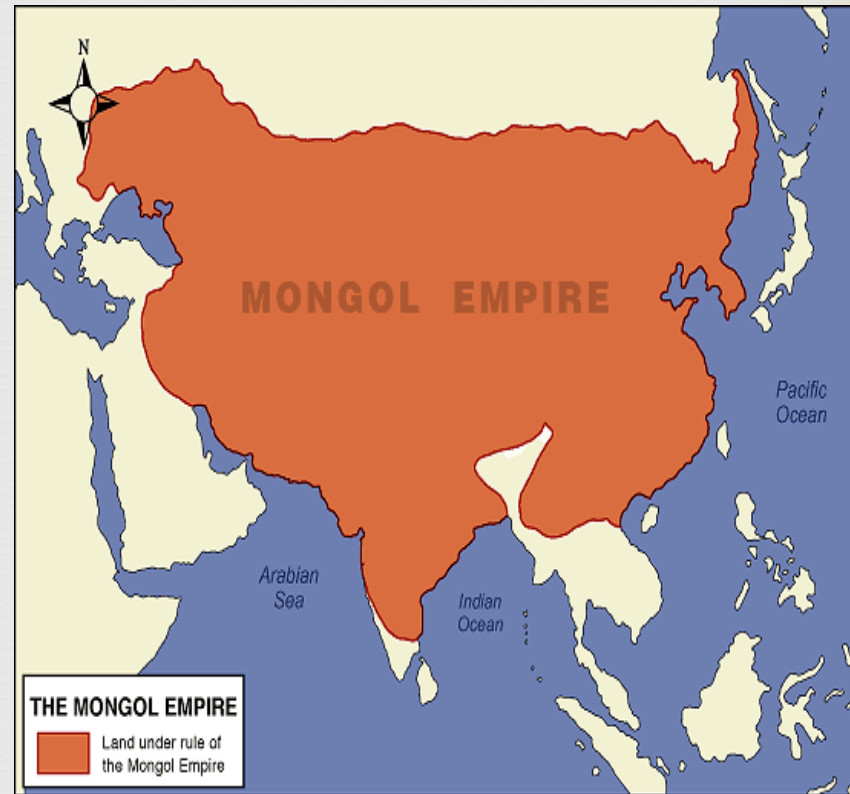 N
MONGOL EMPIRE
Pacific
Ocean
Arabian
Sea
Indian
Ocean
THE MONGOL EMPIRE
Land under rule of
the Mongol Empire